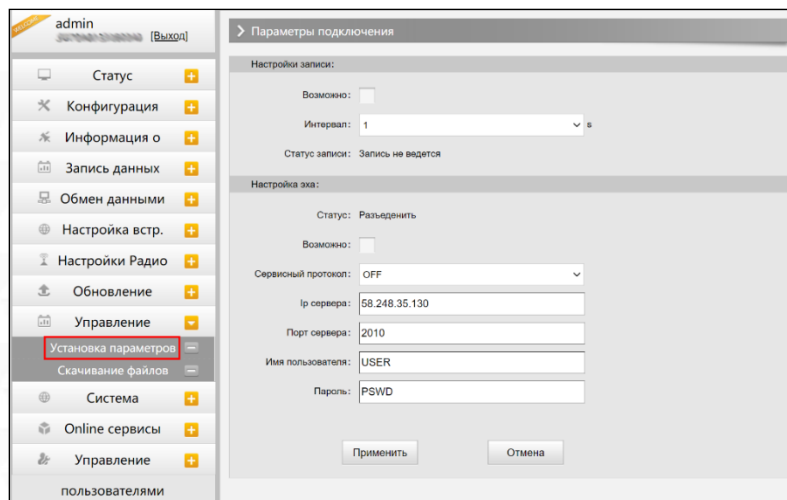 admin
[Выход]
Статус
Конфигурация
Информация о
Запись данных
Обмен данными
Настройка встр.
Настройки Радио
Обновление
Управление
Установка параметров
Скачивание файлов
Система
Online сервисы
Управление
пользователями
Параметры подключения
Настройки записи:
Возможно:
Интервал: 1 s
Статус записи: Запись не ведется
Настройка эха:
Статус: Разъеденить
Возможно:
Сервисный протокол: OFF
Ip сервера: 58.248.35.130
Порт сервера: 2010
Имя пользователя: USER
Пароль: PSWD
Применить Отмена